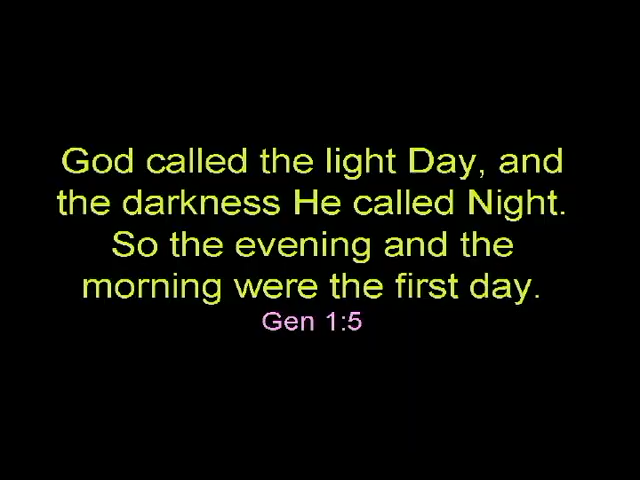 God called the light Day, and
the darkness He called Night.
So the evening and the
morning were the first day.
Gen 1:5